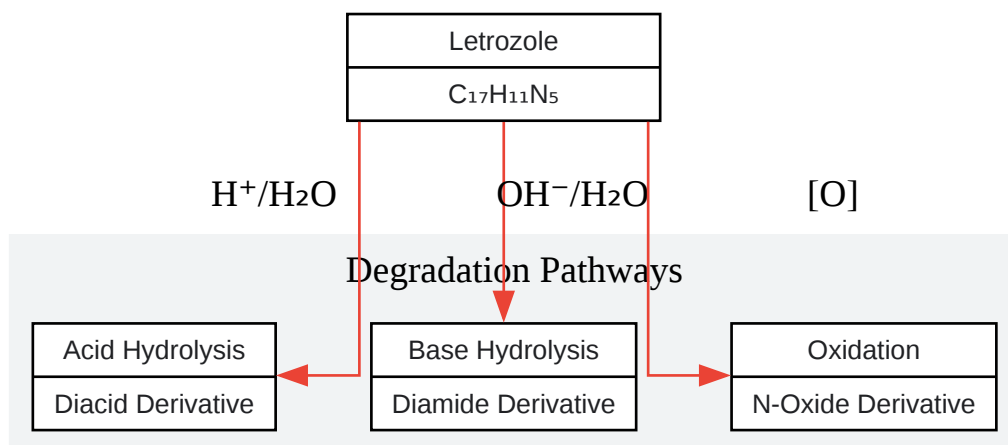 Letrozole
C₁₇H₁₁N₅
H⁺/H₂O
OH⁻/H₂O
[O]
Degradation Pathways
Acid Hydrolysis
Diacid Derivative
Base Hydrolysis
Diamide Derivative
Oxidation
N-Oxide Derivative